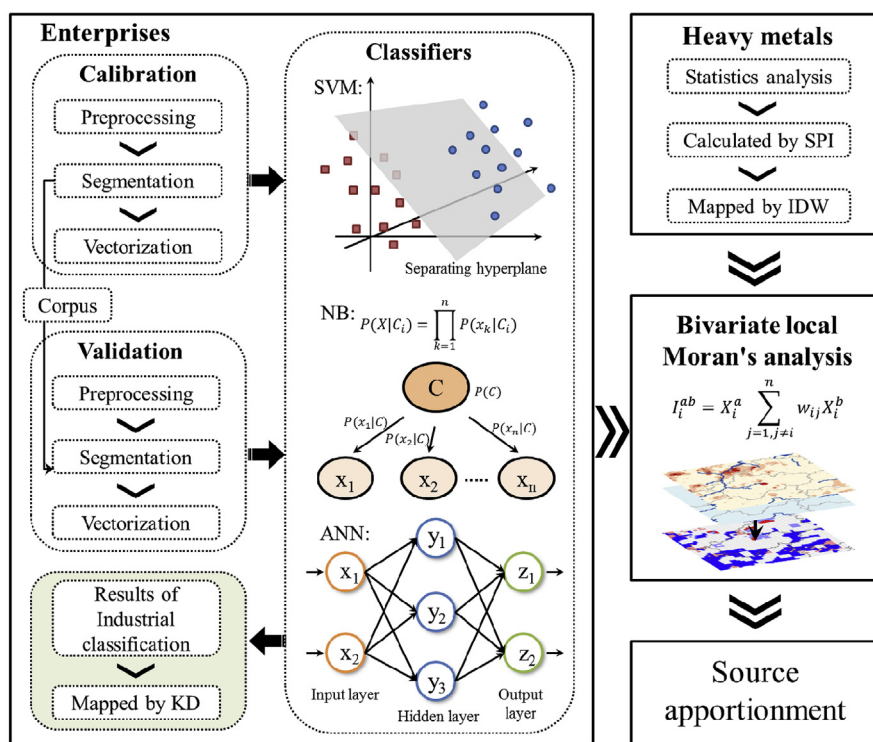 Enterprises
Calibration
Preprocessing
Segmentation
Vectorization
Corpus
Validation
Preprocessing
Segmentation
Vectorization
Results of
Industrial
classification
Mapped by KD
Classifiers
SVM:
Separating hyperplane
NB:
P(X|C_i) = ∏_{k=1}^{n} P(x_k|C_i)
C
P(C)
P(x_1|C)
P(x_2|C)
P(x_n|C)
x_1 x_2 ..... x_n
ANN:
x_1
x_2
y_1
y_2
y_3
z_1
z_2
Input layer
Hidden layer
Output
layer
Heavy metals
Statistics analysis
Calculated by SPI
Mapped by IDW
Bivariate local
Moran's analysis
I_i^{ab} = X_i^a ∑_{j=1,j≠i}^{n} w_{ij} X_i^b
Source
apportionment